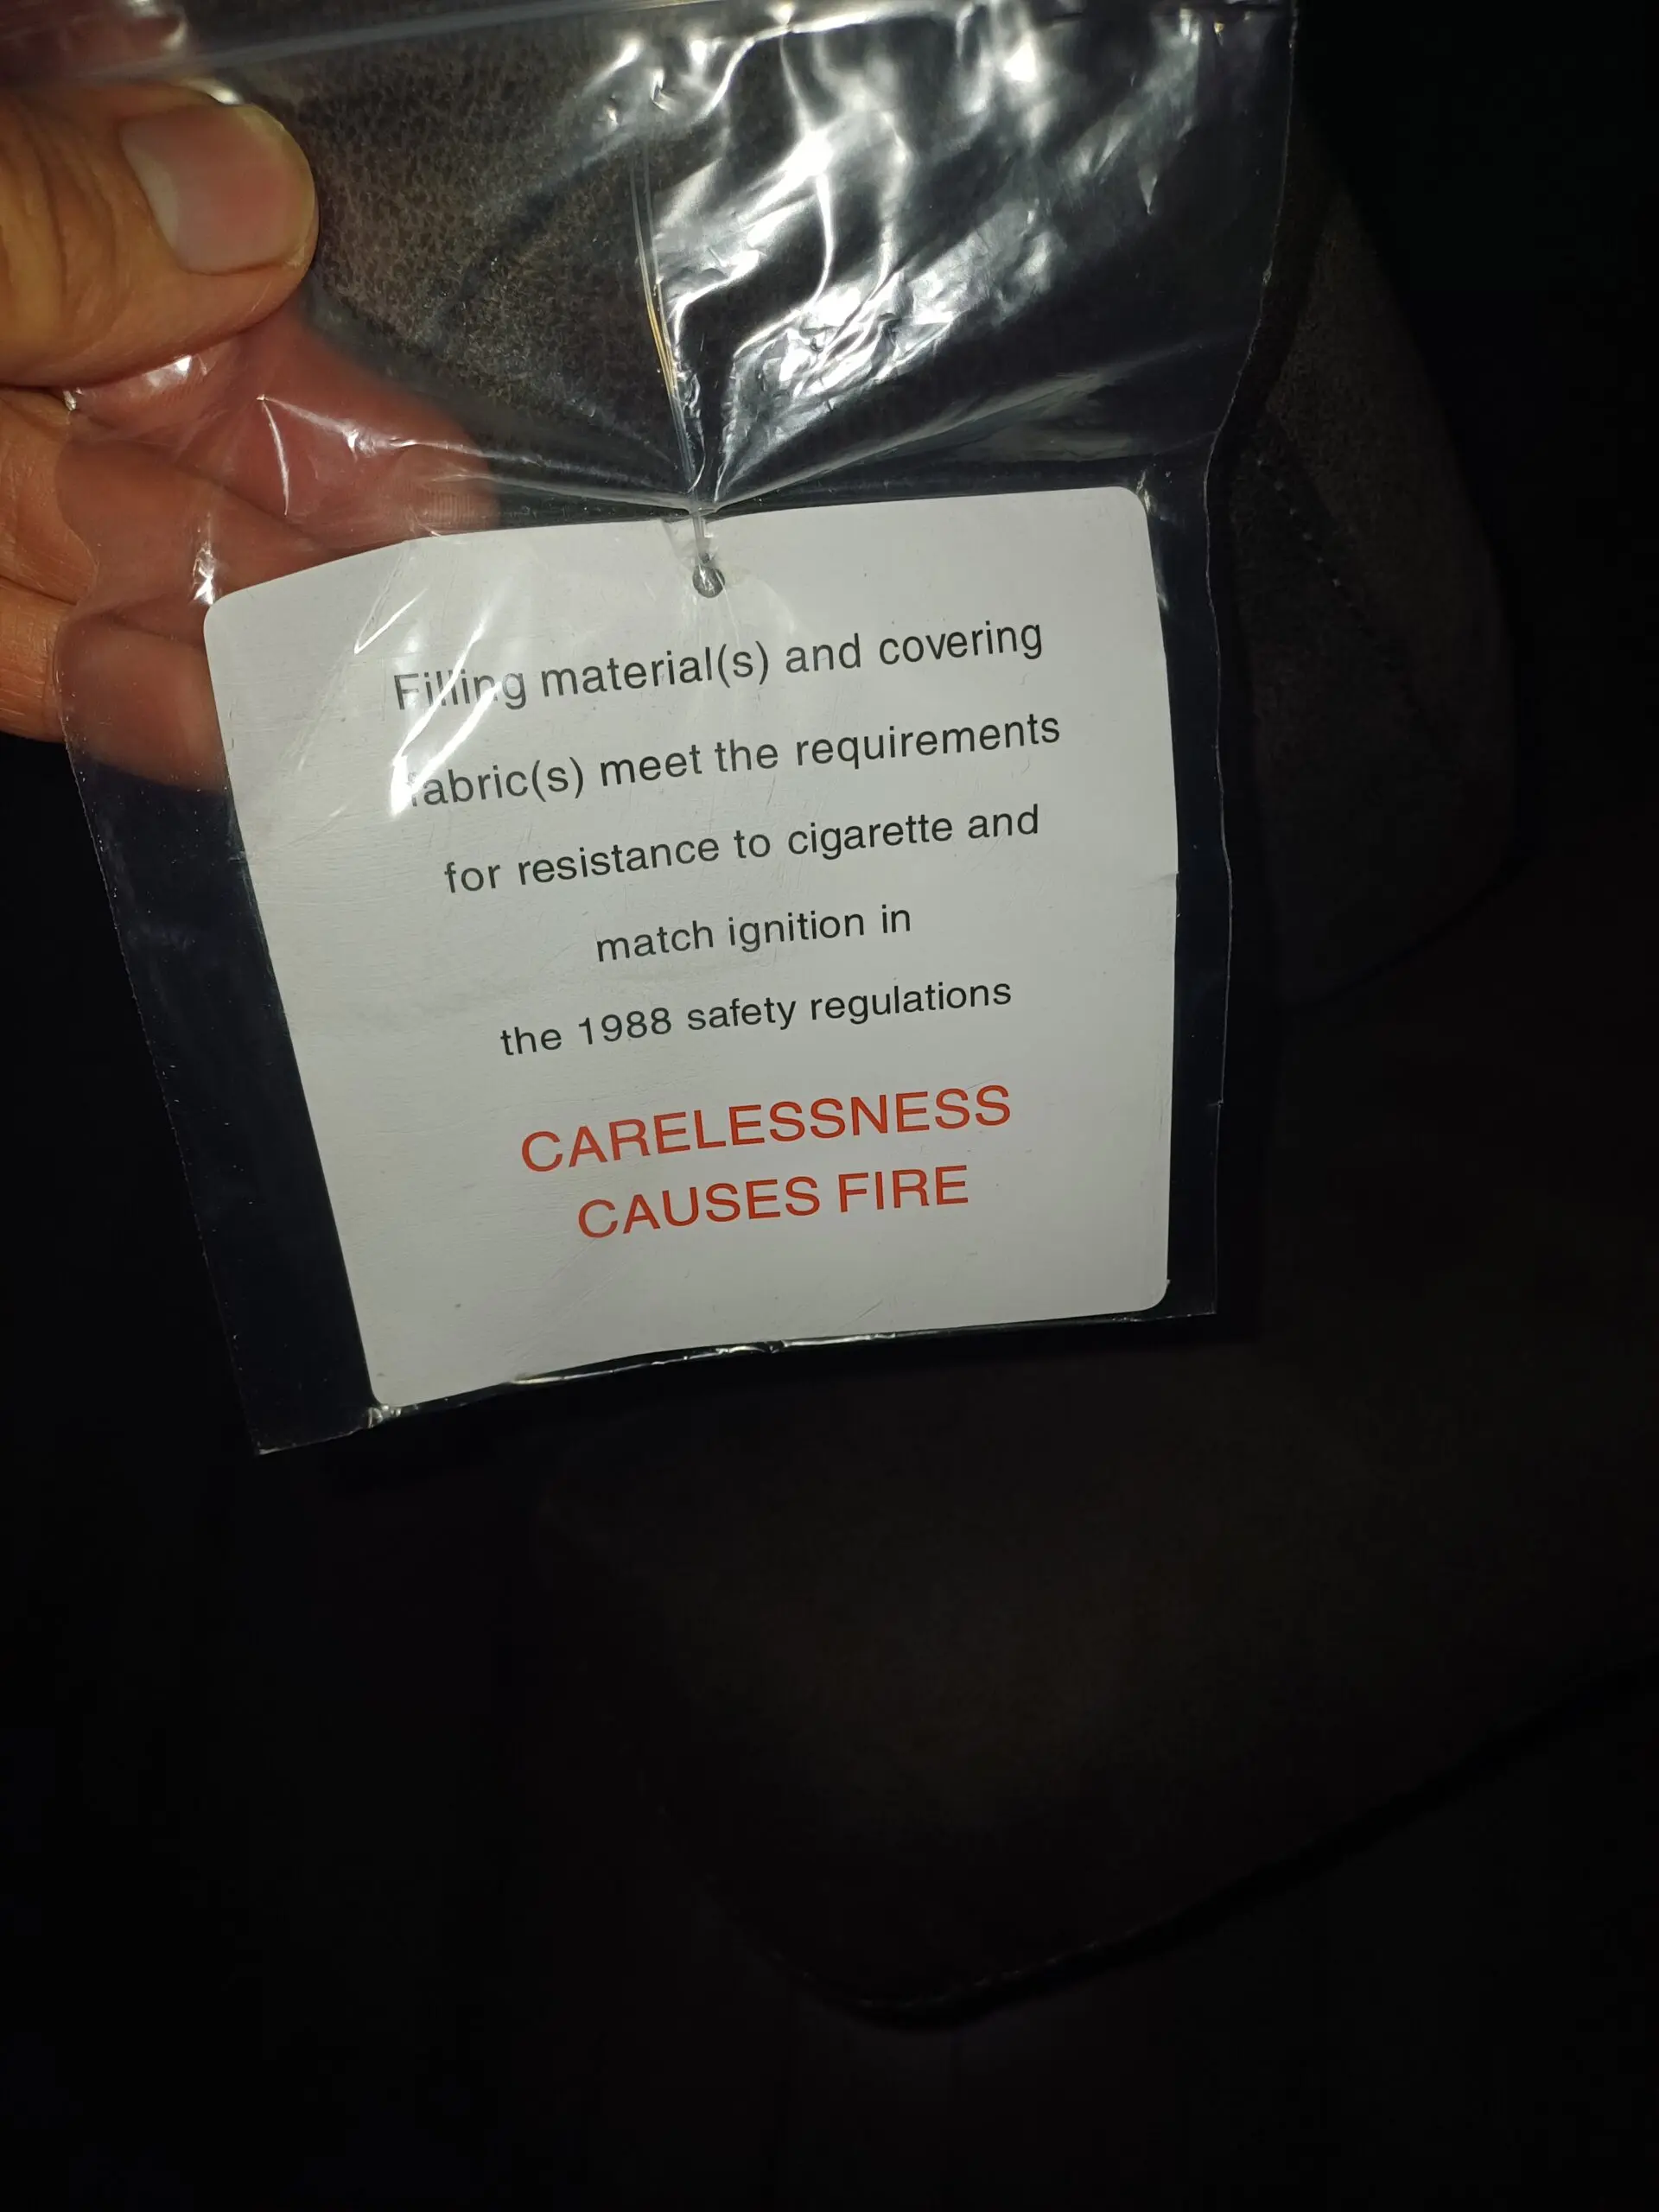 Filling material(s) and covering
fabric(s) meet the requirements
for resistance to cigarette and
match ignition in
the 1988 safety regulations
CARELESSNESS
CAUSES FIRE